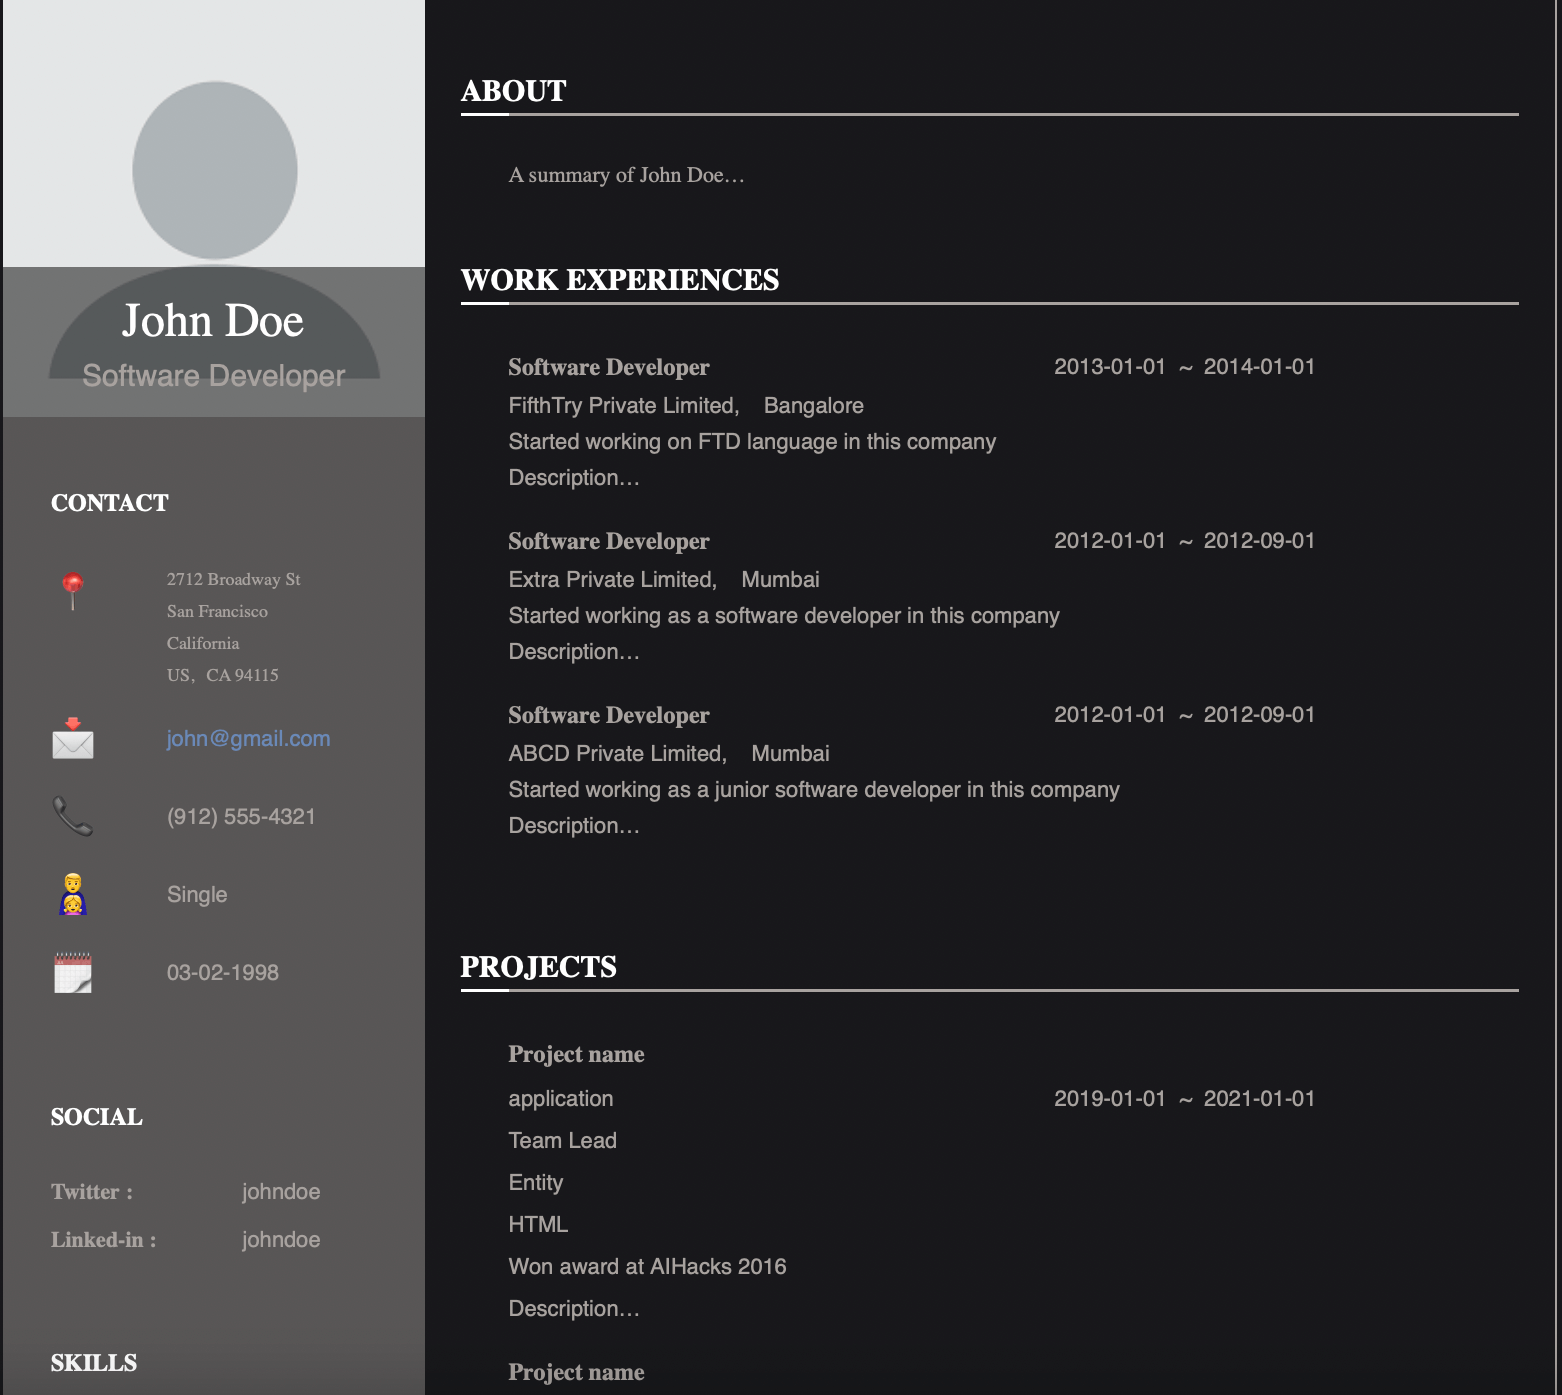 John Doe
Software Developer
CONTACT
2712 Broadway St
San Francisco
California
US, CA 94115
john@gmail.com
(912) 555-4321
Single
03-02-1998
SOCIAL
Twitter : johndoe
Linked-in : johndoe
SKILLS
ABOUT
A summary of John Doe…
WORK EXPERIENCES
Software Developer 2013-01-01 ~ 2014-01-01
FifthTry Private Limited, Bangalore
Started working on FTD language in this company
Description…
Software Developer 2012-01-01 ~ 2012-09-01
Extra Private Limited, Mumbai
Started working as a software developer in this company
Description…
Software Developer 2012-01-01 ~ 2012-09-01
ABCD Private Limited, Mumbai
Started working as a junior software developer in this company
Description…
PROJECTS
Project name
application 2019-01-01 ~ 2021-01-01
Team Lead
Entity
HTML
Won award at AIHacks 2016
Description…
Project name